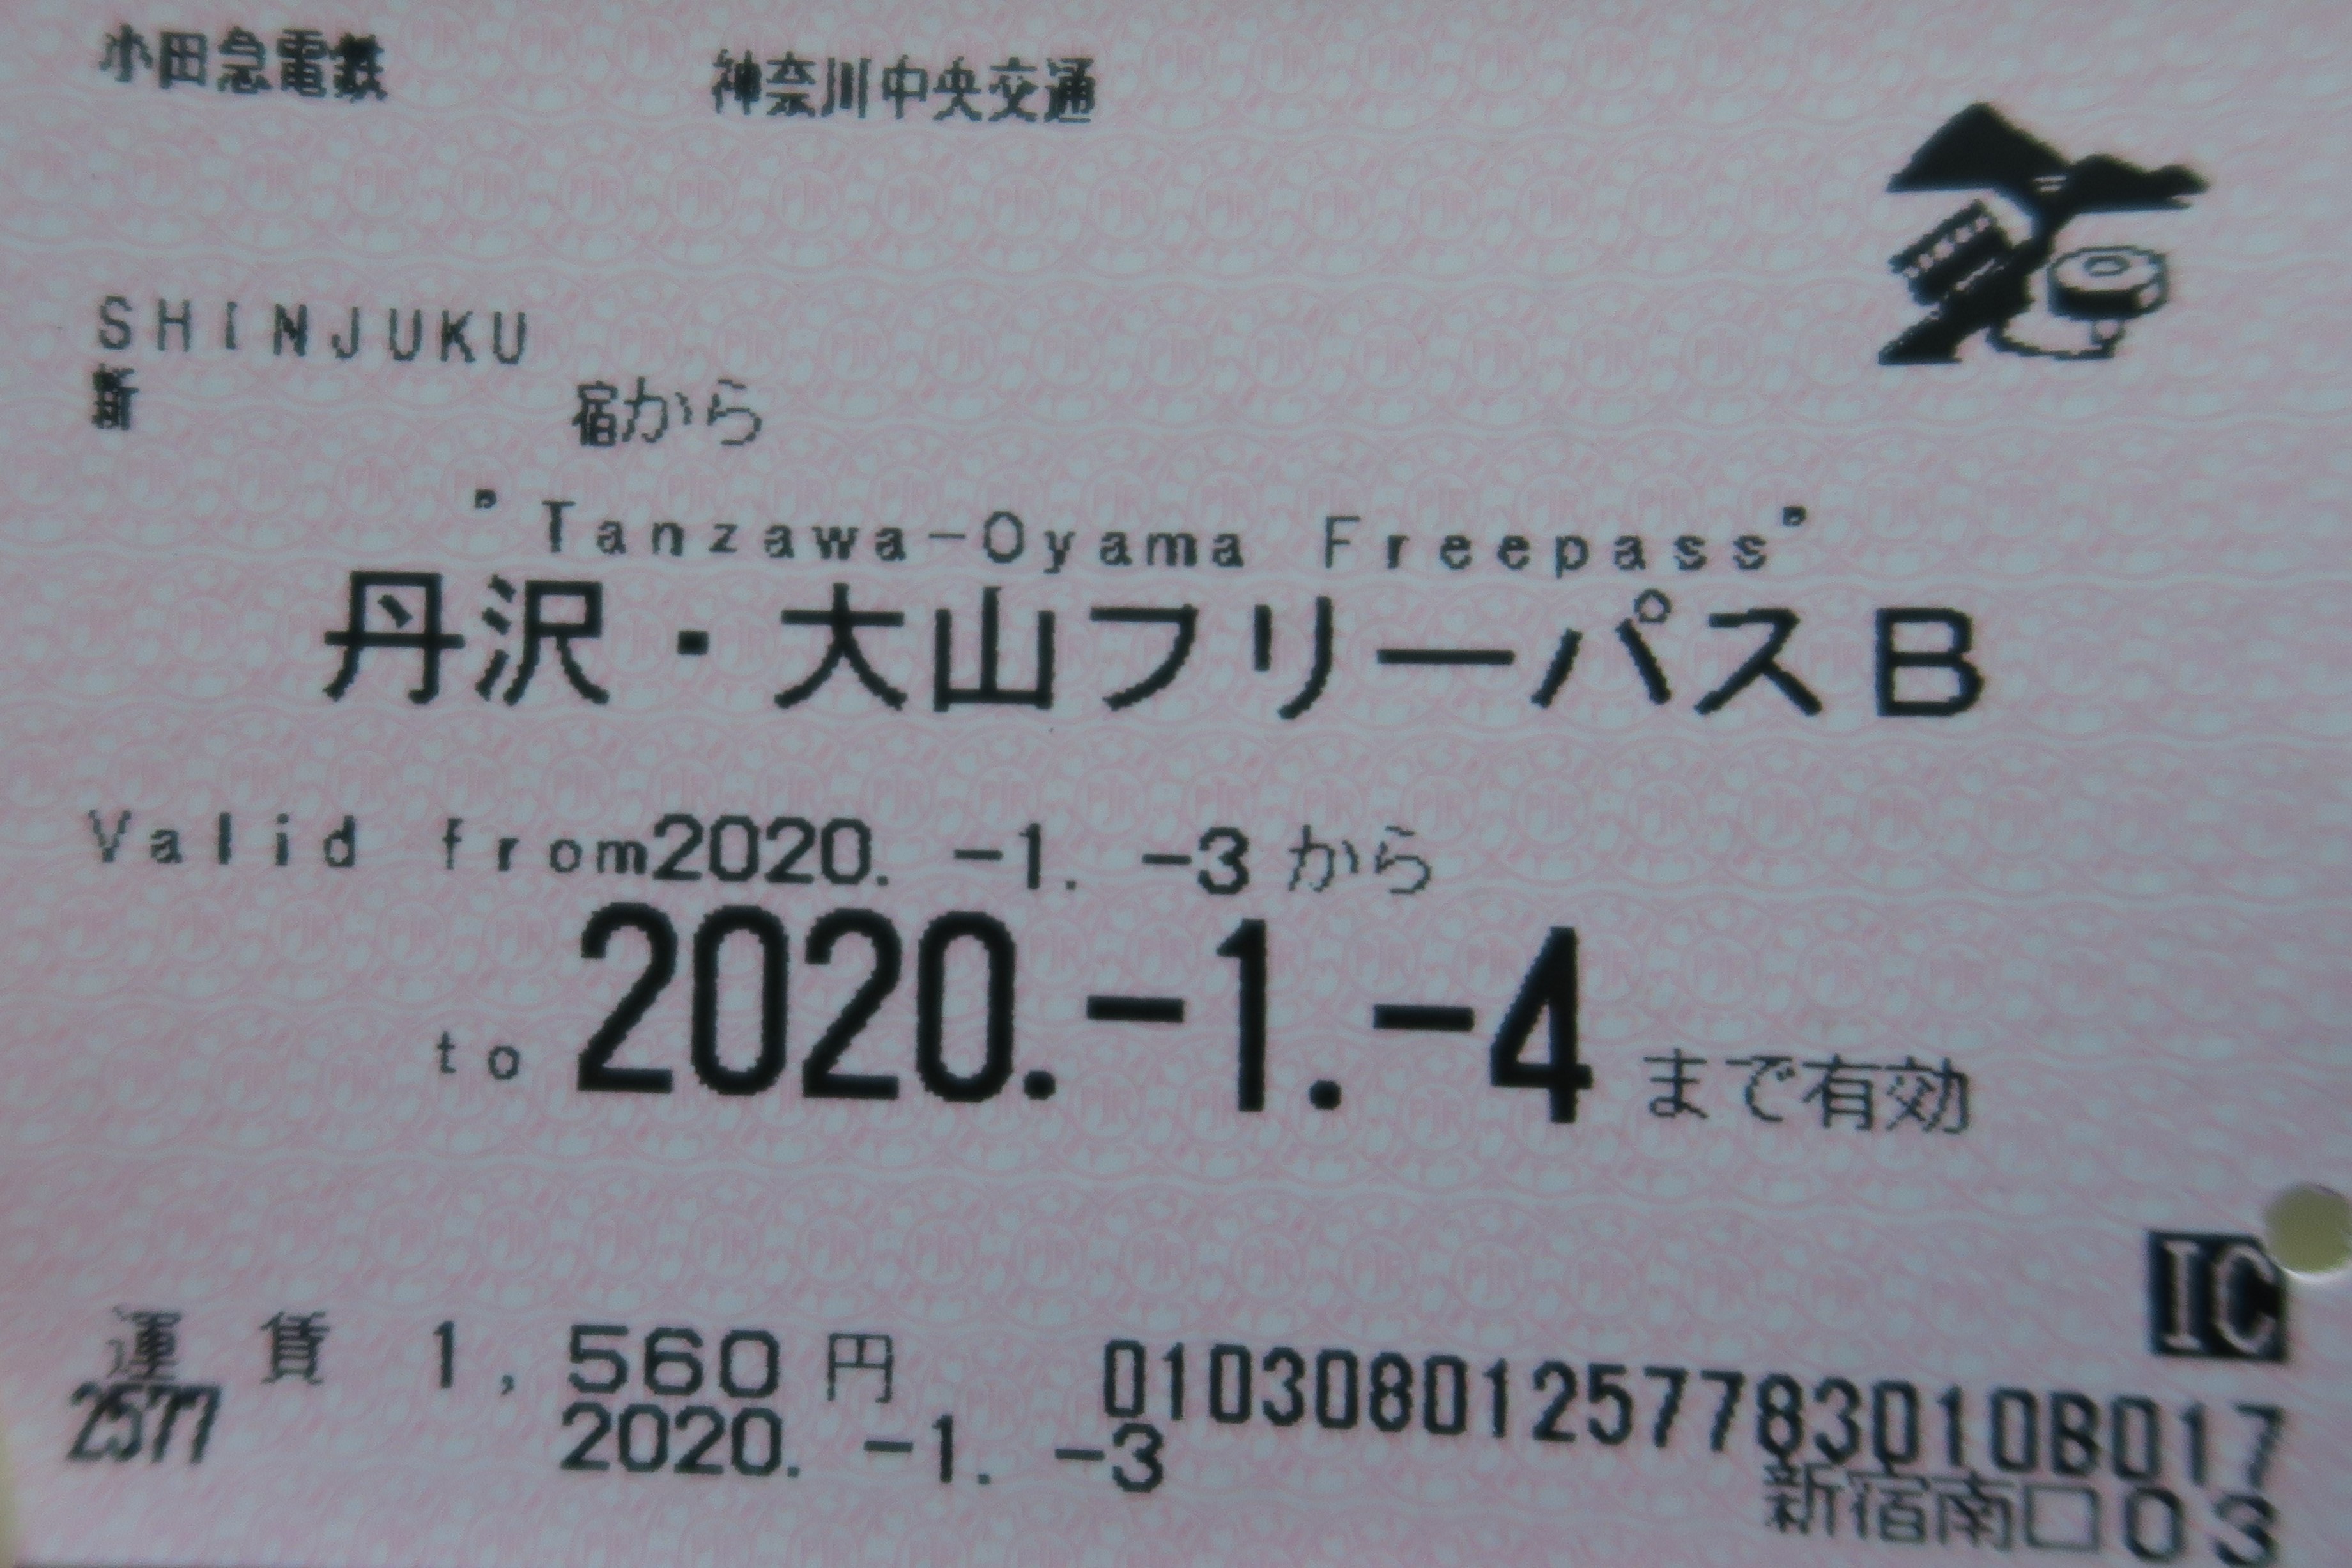 小田急電鉄 神奈川中央交通
SHINJUKU
新 宿から
"Tanzawa-Oyama Freepass"
丹沢・大山フリーパスB
Valid from2020. -1. -3から
to 2020.-1.-4まで有効
IC
運賃 1,560円 01030801257783010B017
2577 2020. -1. -3
新宿南口03